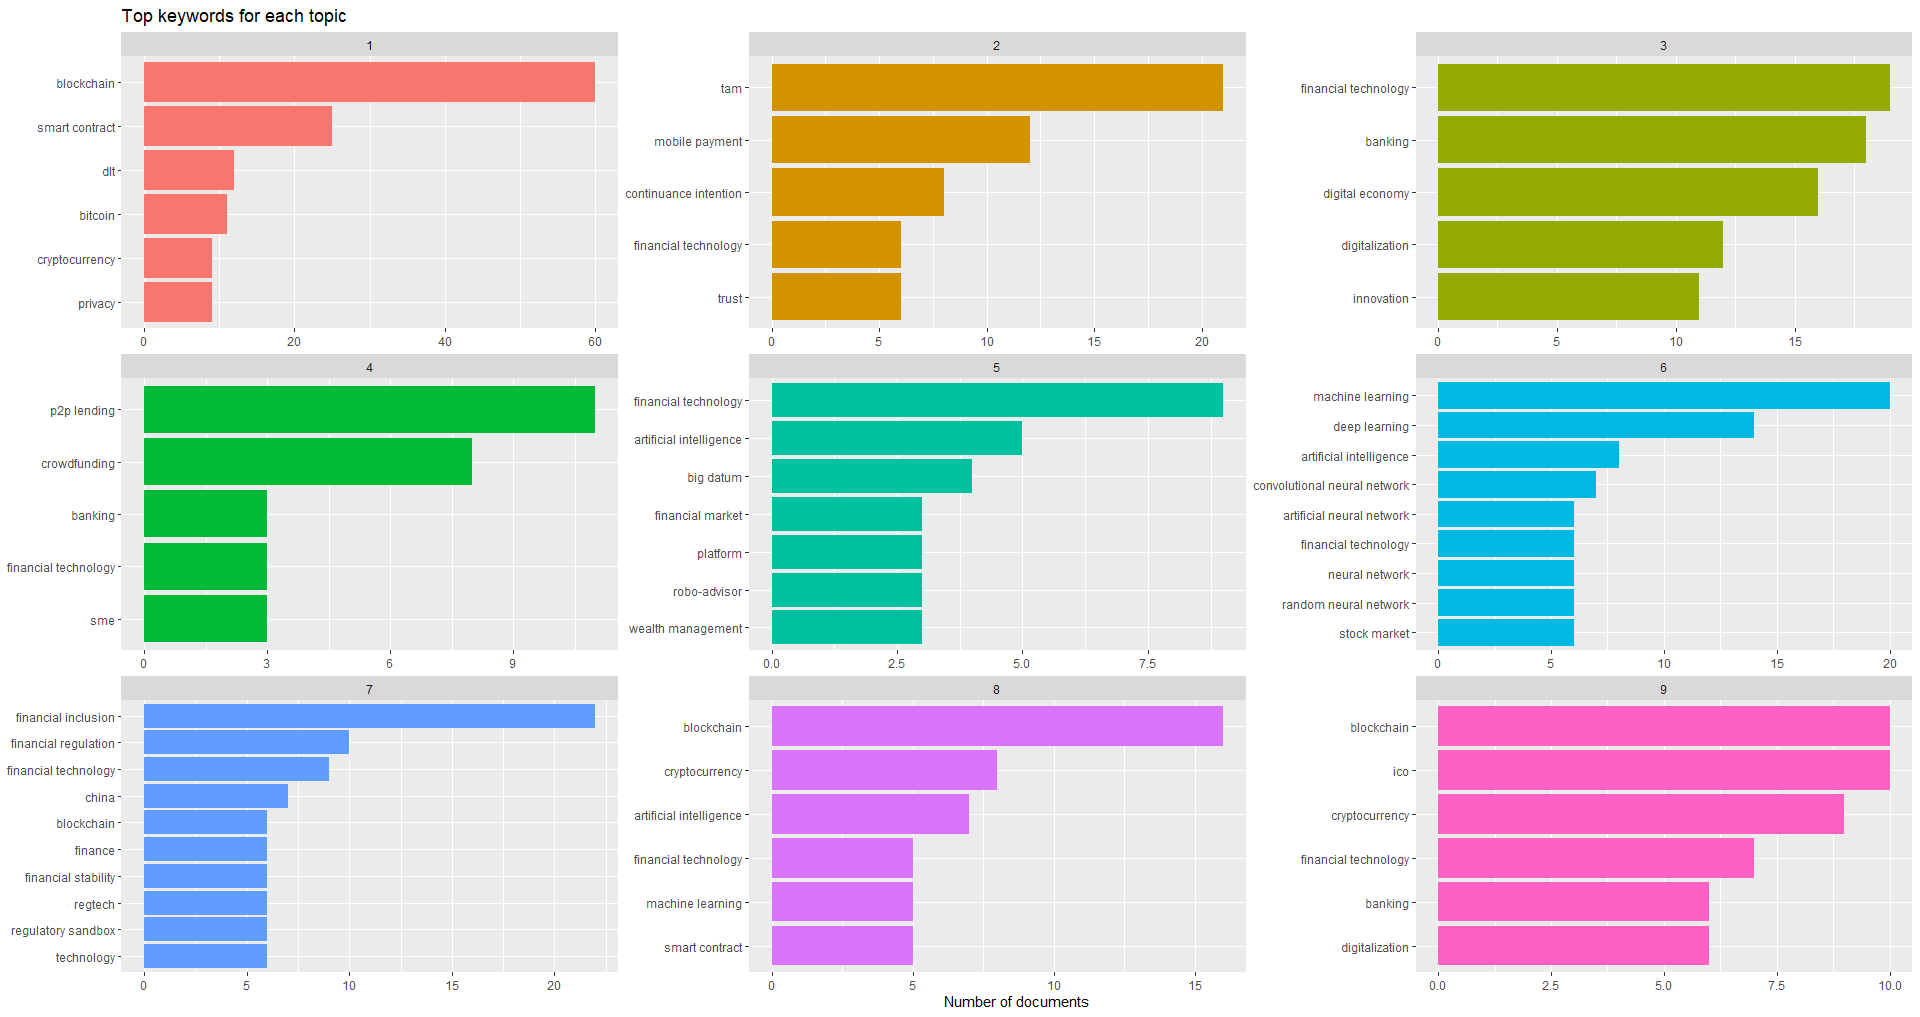 Top keywords for each topic
1
blockchain
smart contract
dlt
bitcoin
cryptocurrency
privacy
0 20 40 60
2
tam
mobile payment
continuance intention
financial technology
trust
0 5 10 15 20
3
financial technology
banking
digital economy
digitalization
innovation
0 5 10 15
4
p2p lending
crowdfunding
banking
financial technology
sme
0 3 6 9
5
financial technology
artificial intelligence
big datum
financial market
platform
robo-advisor
wealth management
0.0 2.5 5.0 7.5
6
machine learning
deep learning
artificial intelligence
convolutional neural network
artificial neural network
financial technology
neural network
random neural network
stock market
0 5 10 15 20
7
financial inclusion
financial regulation
financial technology
china
blockchain
finance
financial stability
regtech
regulatory sandbox
technology
0 5 10 15 20
8
blockchain
cryptocurrency
artificial intelligence
financial technology
machine learning
smart contract
0 5 10 15
9
blockchain
ico
cryptocurrency
financial technology
banking
digitalization
0.0 2.5 5.0 7.5 10.0
Number of documents